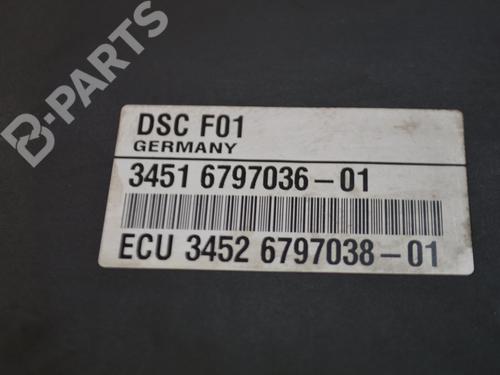 B-PARTS
DSC F01
GERMANY
3451 6797036-01
ECU 3452 6797038-01